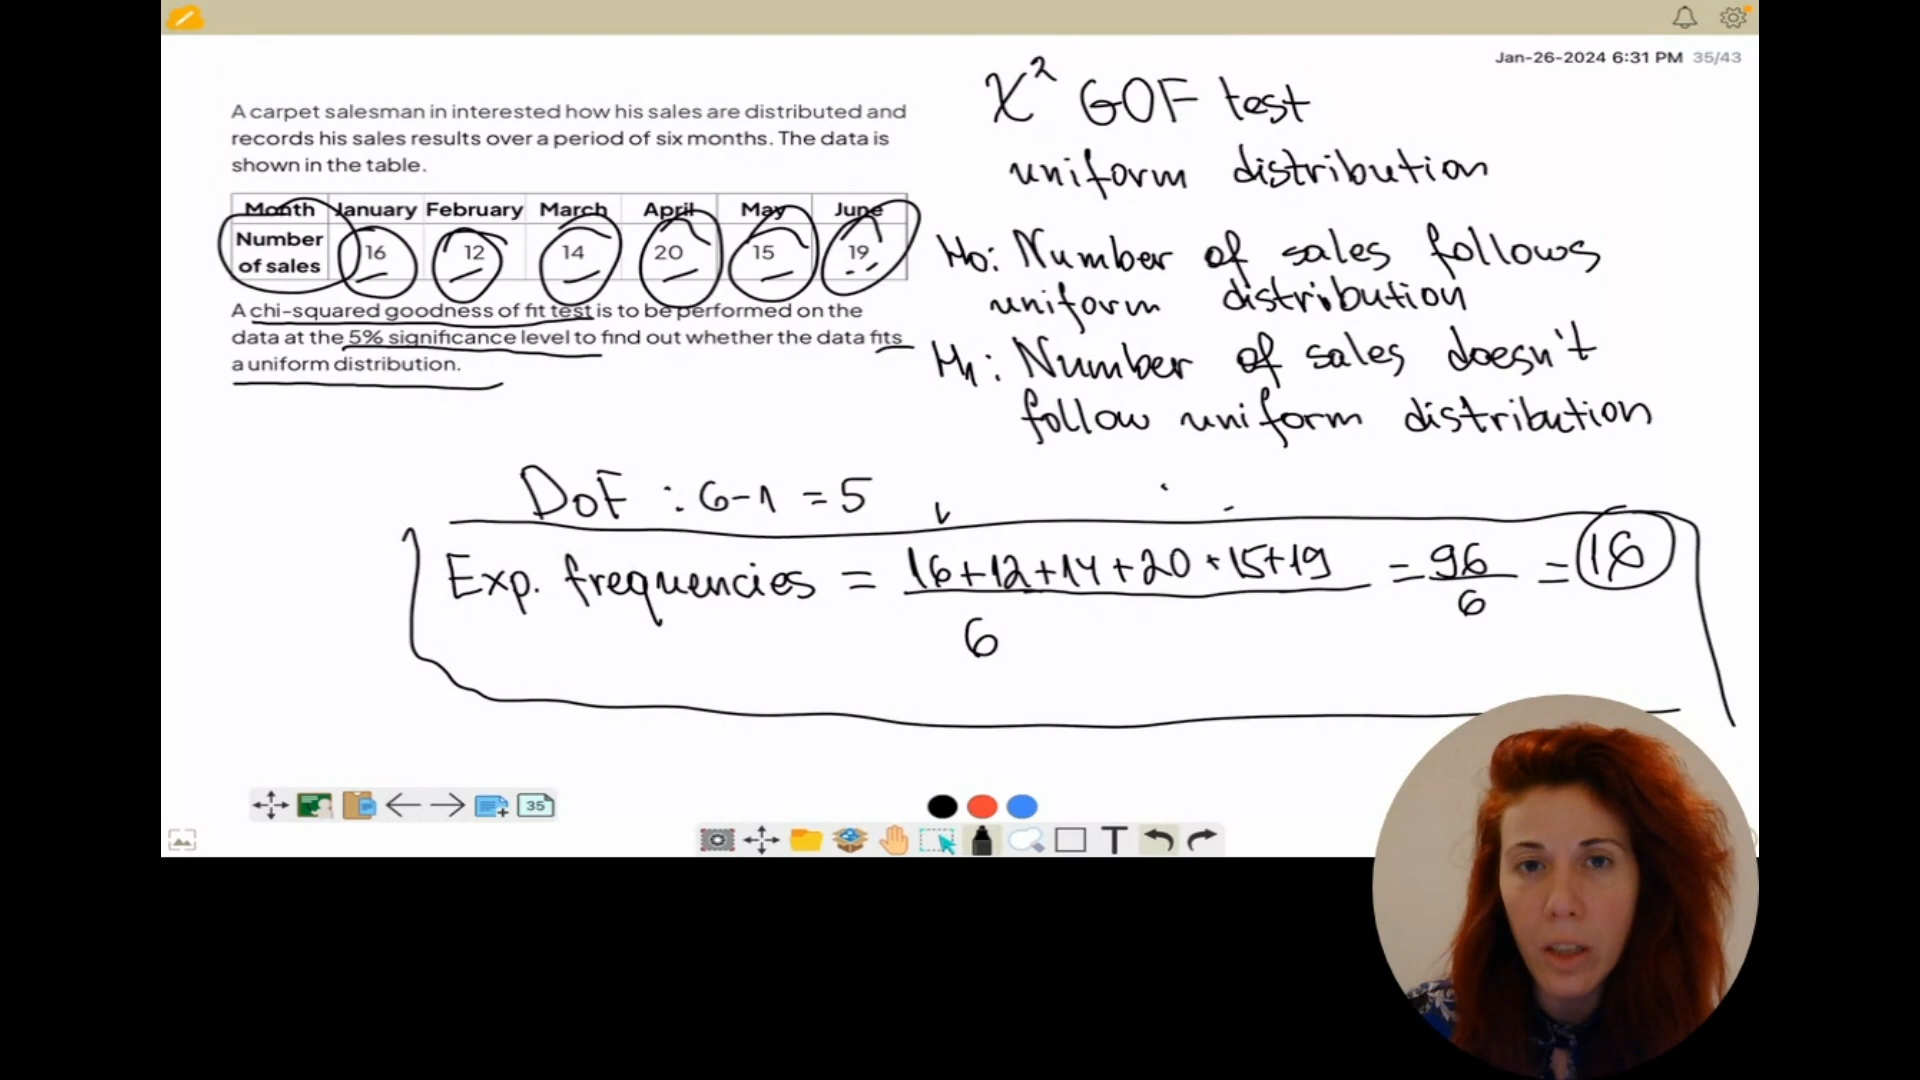 Jan-26-2024 6:31 PM 35/43
A carpet salesman in interested how his sales are distributed and
records his sales results over a period of six months. The data is
shown in the table.
Month January February March April May June
Number of sales 16 12 14 20 15 19
A chi-squared goodness of fit test is to be performed on the
data at the 5% significance level to find out whether the data fits
a uniform distribution.
χ² GOF test
uniform distribution
H₀: Number of sales follows
uniform distribution
H₁: Number of sales doesn't
follow uniform distribution
DoF : 6-1 = 5
Exp. frequencies = 16+12+14+20+15+19 / 6 = 96/6 = 16
35
T